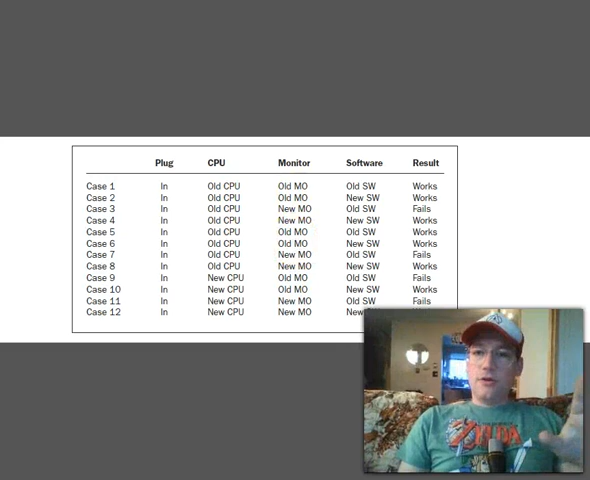 Plug CPU Monitor Software Result
Case 1 In Old CPU Old MO Old SW Works
Case 2 In Old CPU Old MO New SW Works
Case 3 In Old CPU New MO Old SW Fails
Case 4 In Old CPU New MO New SW Works
Case 5 In Old CPU Old MO Old SW Works
Case 6 In Old CPU Old MO New SW Works
Case 7 In Old CPU New MO Old SW Fails
Case 8 In Old CPU New MO New SW Works
Case 9 In New CPU Old MO Old SW Fails
Case 10 In New CPU Old MO New SW Works
Case 11 In New CPU New MO Old SW Fails
Case 12 In New CPU New MO New
ZELDA